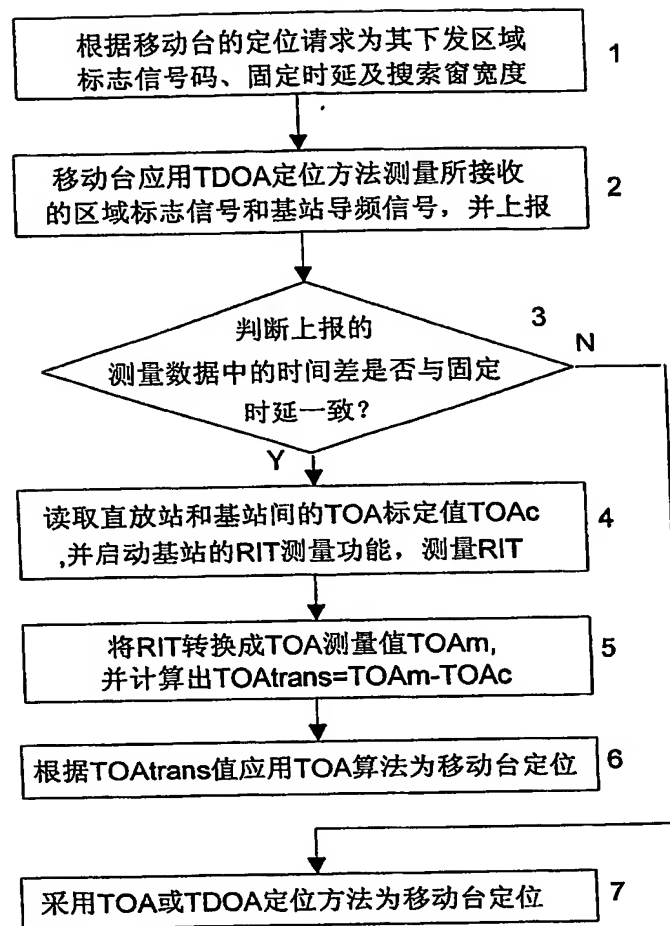 根据移动台的定位请求为其下发区域
标志信号码、固定时延及搜索窗宽度
1
移动台应用TDOA定位方法测量所接收
的区域标志信号和基站导频信号，并上报
2
判断上报的
测量数据中的时间差是否与固定
时延一致？
3
N
Y
读取直放站和基站间的TOA标定值TOAc
,并启动基站的RIT测量功能，测量RIT
4
将RIT转换成TOA测量值TOAm,
并计算出TOAtrans=TOAm-TOAc
5
根据TOAtrans值应用TOA算法为移动台定位
6
采用TOA或TDOA定位方法为移动台定位
7